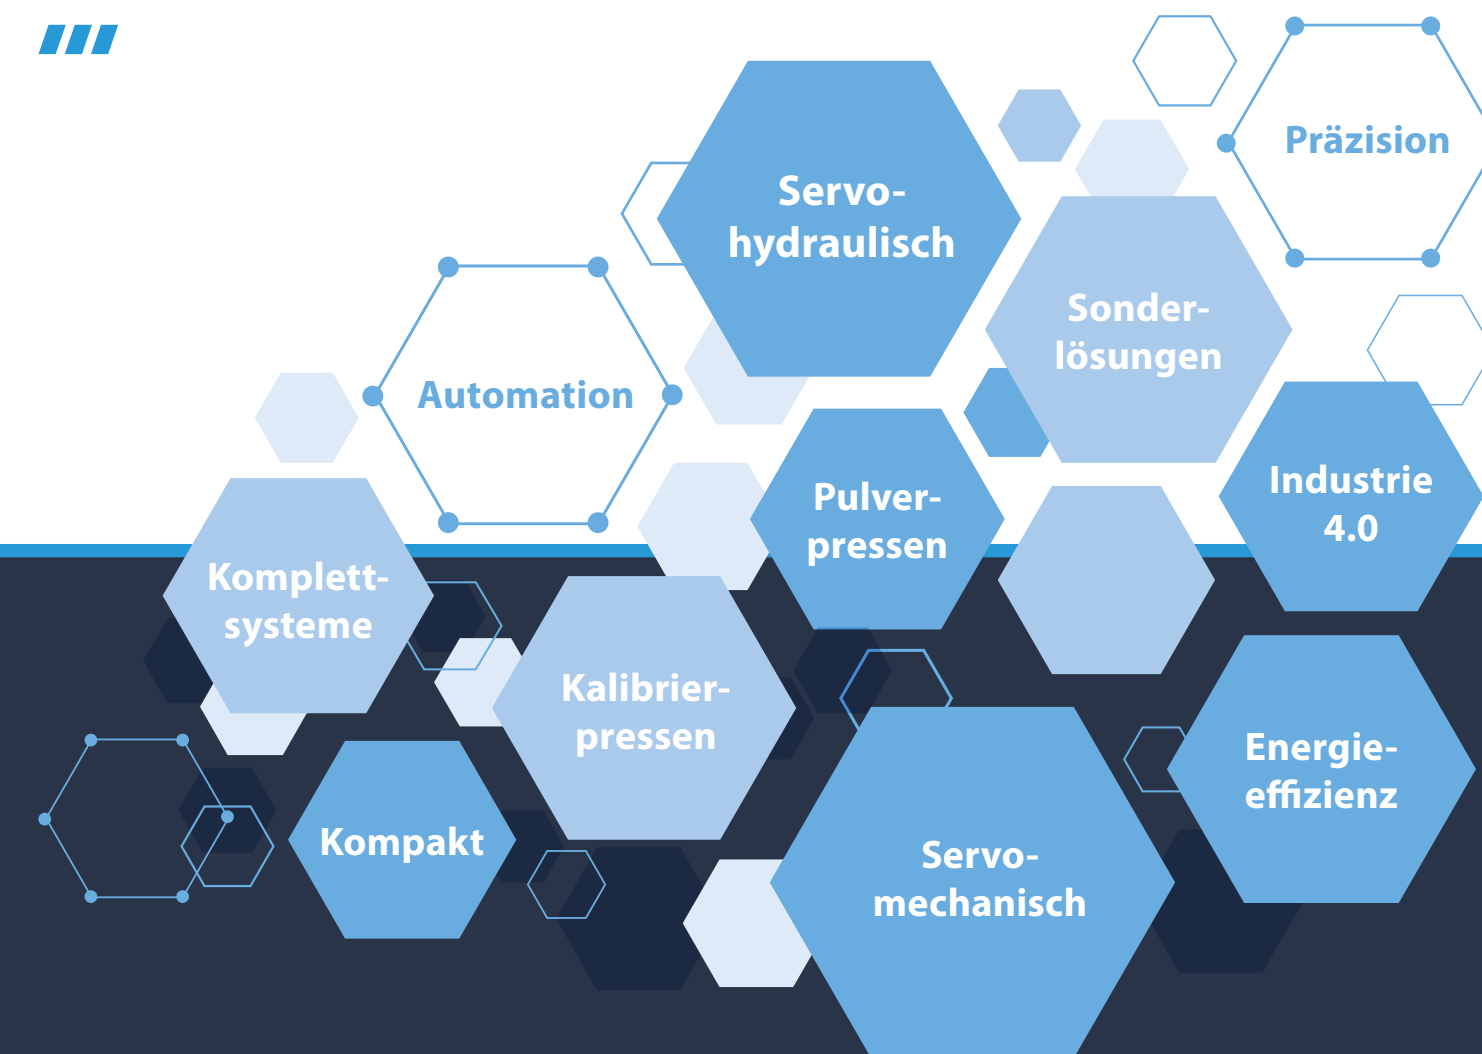 Präzision
Servo-
hydraulisch
Sonder-
lösungen
Automation
Industrie
4.0
Pulver-
pressen
Komplett-
systeme
Kalibrier-
pressen
Energie-
effizienz
Kompakt
Servo-
mechanisch